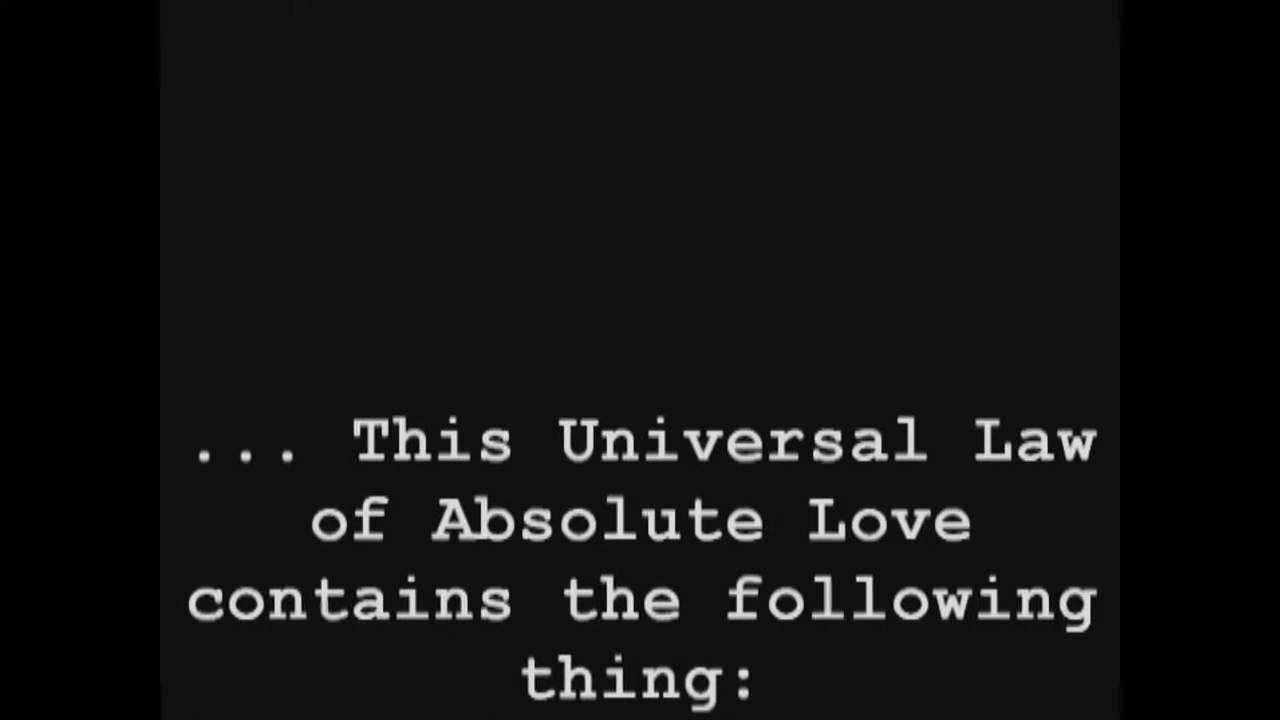 ... This Universal Law
of Absolute Love
contains the following
thing: